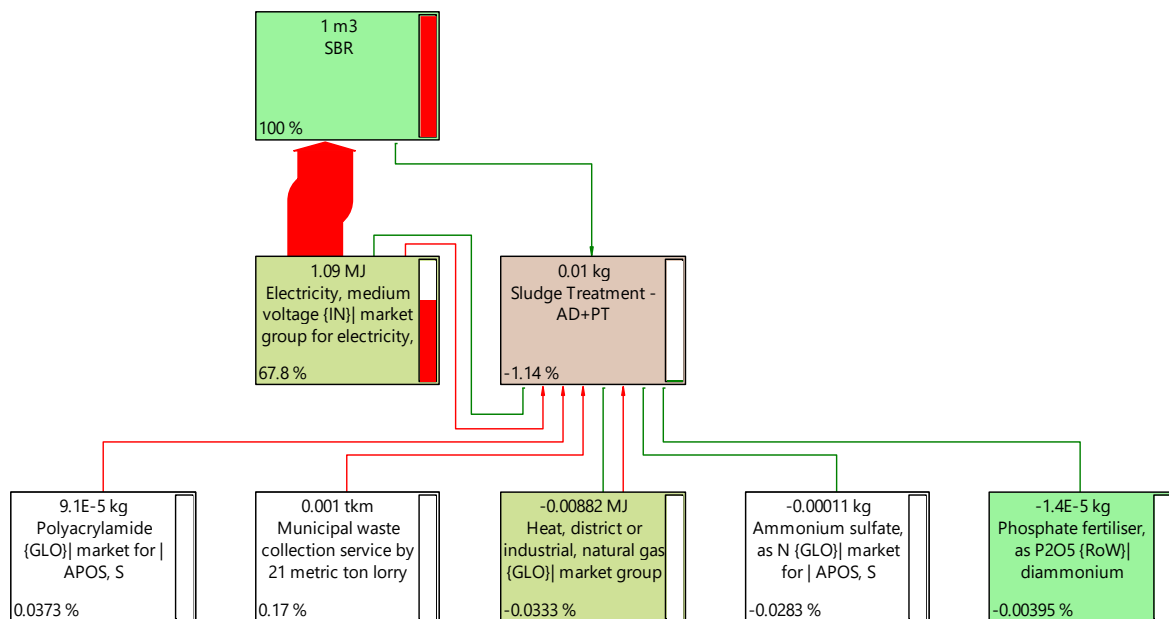 1 m3
SBR
100 %
1.09 MJ
Electricity, medium
voltage {IN}| market
group for electricity,
67.8 %
0.01 kg
Sludge Treatment -
AD+PT
-1.14 %
9.1E-5 kg
Polyacrylamide
{GLO}| market for |
APOS, S
0.0373 %
0.001 tkm
Municipal waste
collection service by
21 metric ton lorry
0.17 %
-0.00882 MJ
Heat, district or
industrial, natural gas
{GLO}| market group
-0.0333 %
-0.00011 kg
Ammonium sulfate,
as N {GLO}| market
for | APOS, S
-0.0283 %
-1.4E-5 kg
Phosphate fertiliser,
as P2O5 {RoW}|
diammonium
-0.00395 %